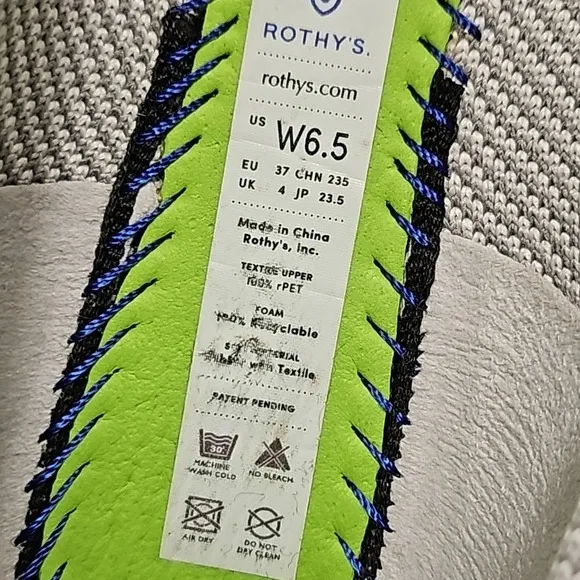 ROTHY'S.
rothys.com
US W6.5
EU 37 CHN 235
UK 4 JP 23.5
Made in China
Rothy's, inc.
TEXTILE UPPER
100% rPET
FOAM
100% Recyclable
with Textile
PATENT PENDING
30°
MACHINE WASH COLD
NO BLEACH
AIR DRY
DO NOT DRY CLEAN